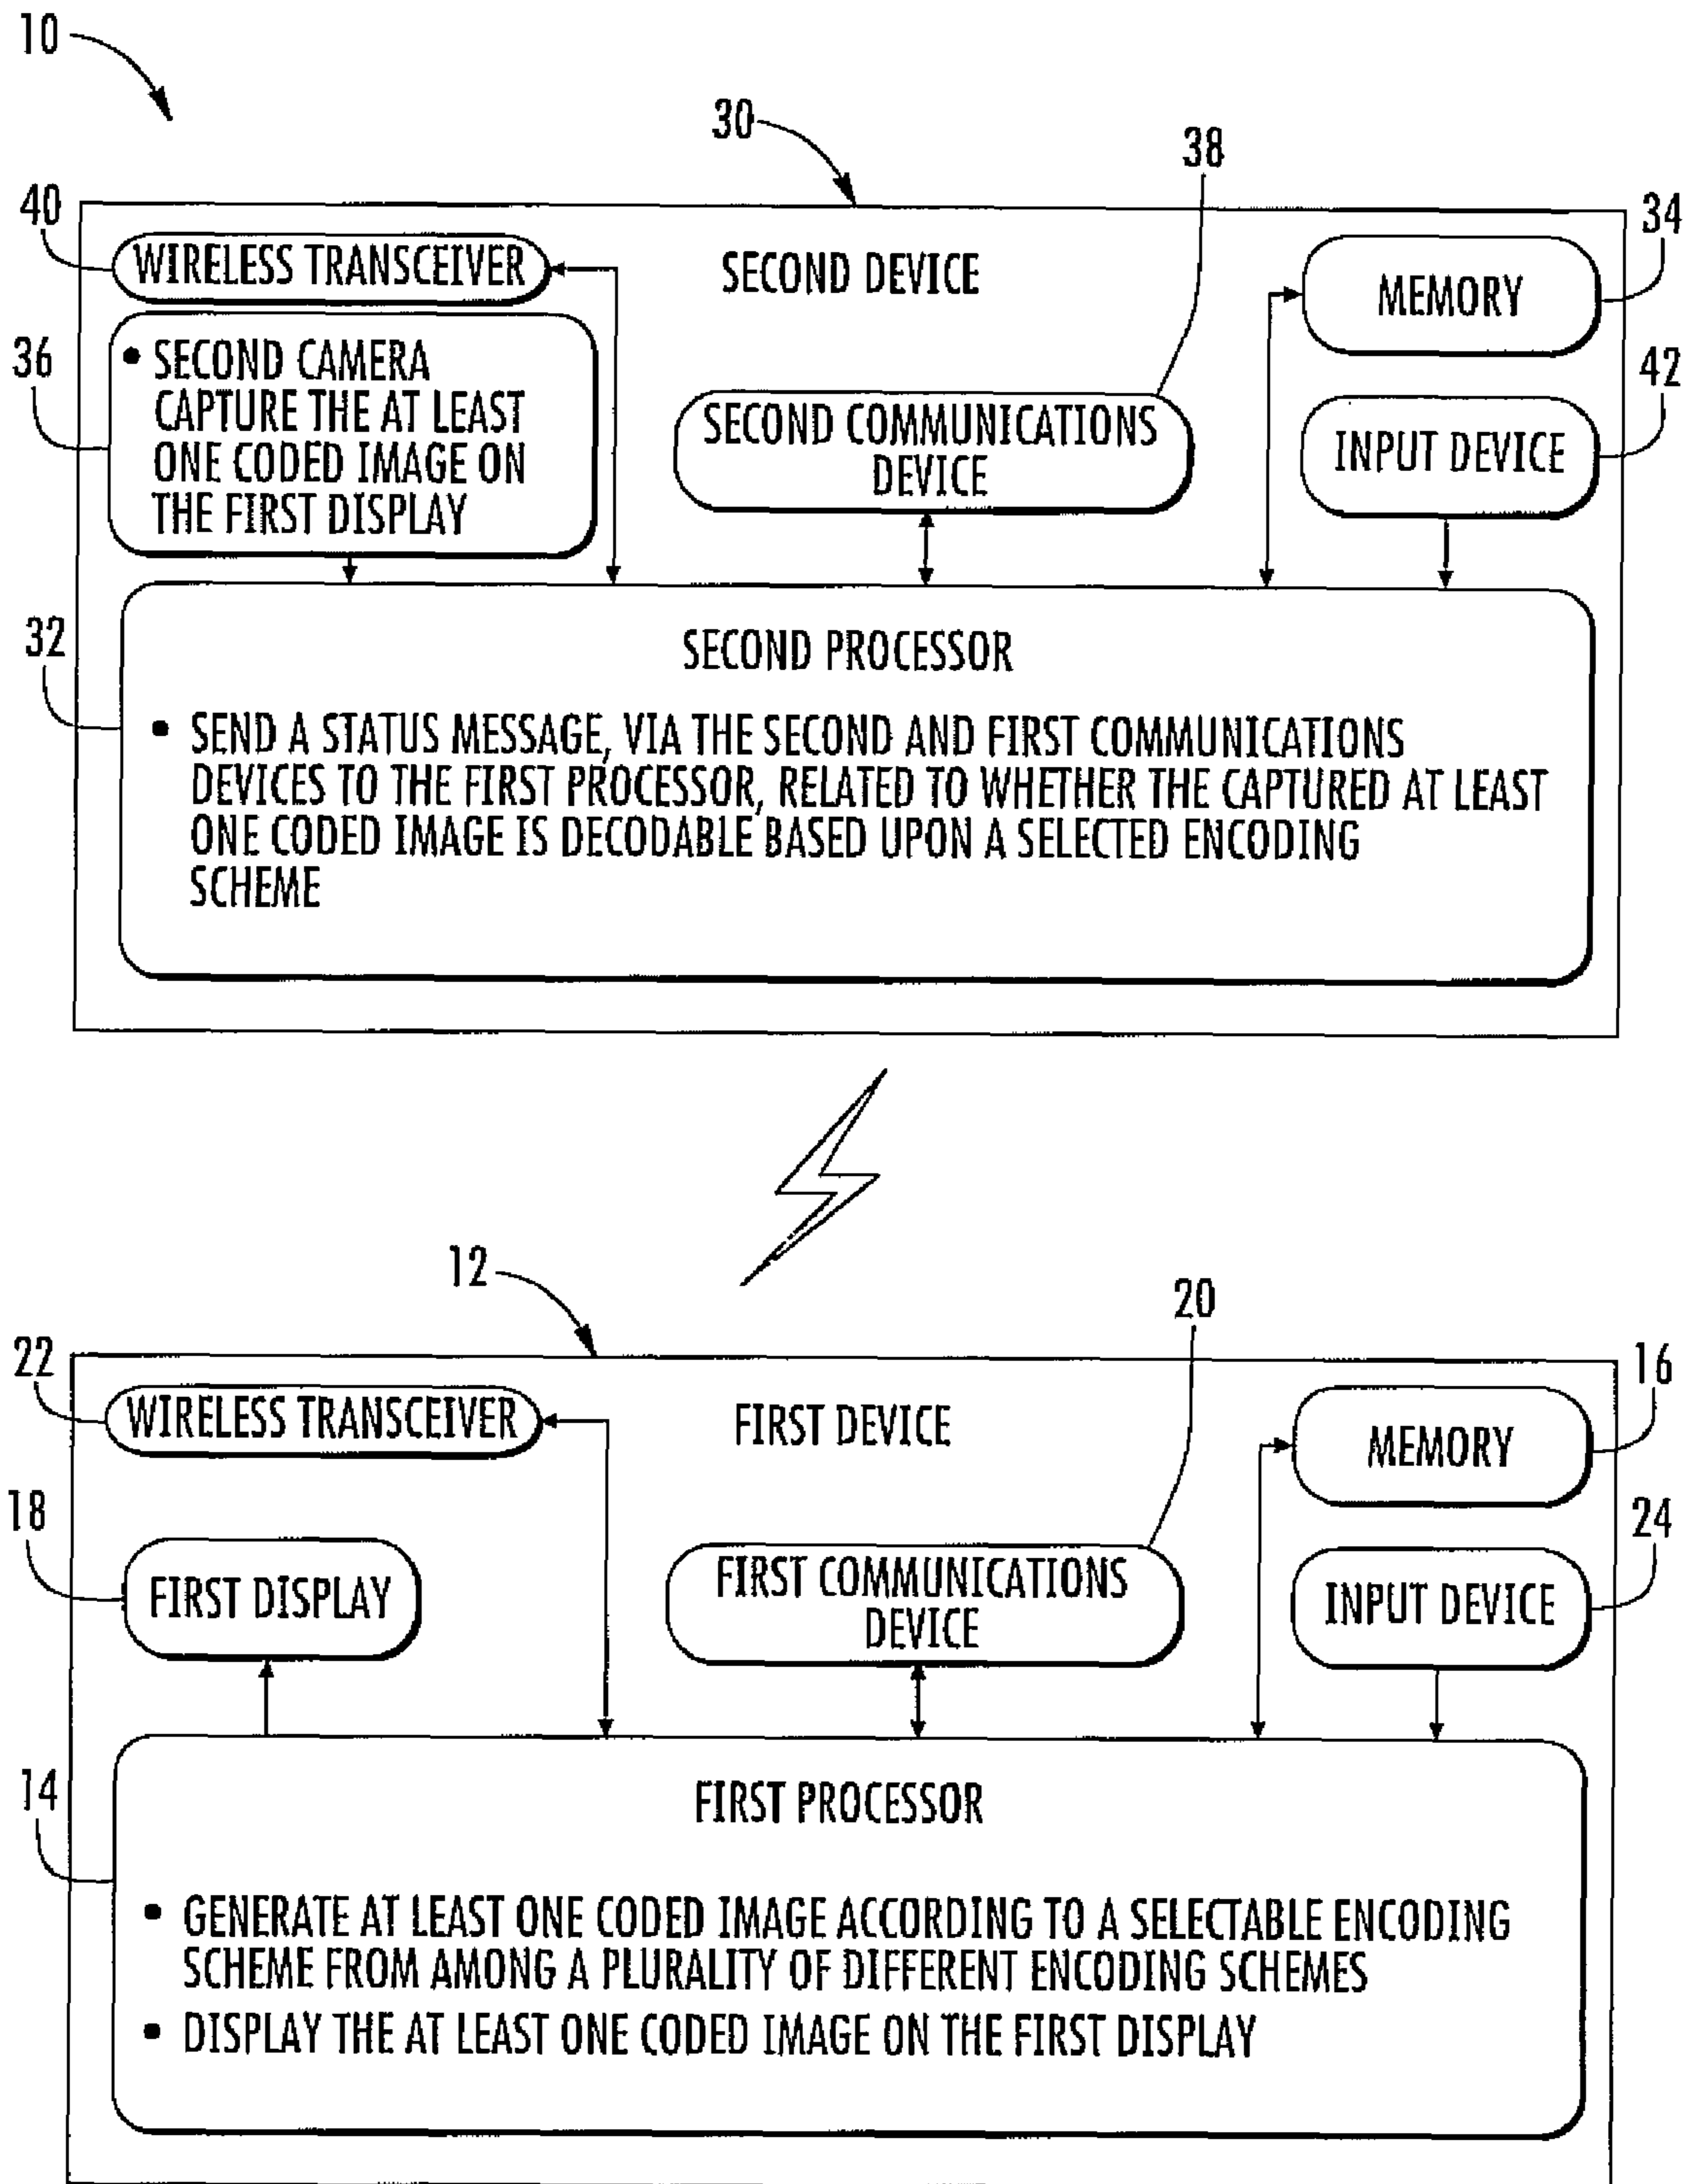 10
30
38
40
34
WIRELESS TRANSCEIVER
SECOND DEVICE
MEMORY
36
• SECOND CAMERA
CAPTURE THE AT LEAST
ONE CODED IMAGE ON
THE FIRST DISPLAY
42
SECOND COMMUNICATIONS
DEVICE
INPUT DEVICE
32
SECOND PROCESSOR
• SEND A STATUS MESSAGE, VIA THE SECOND AND FIRST COMMUNICATIONS
DEVICES TO THE FIRST PROCESSOR, RELATED TO WHETHER THE CAPTURED AT LEAST
ONE CODED IMAGE IS DECODABLE BASED UPON A SELECTED ENCODING
SCHEME
12
20
22
16
WIRELESS TRANSCEIVER
FIRST DEVICE
MEMORY
18
24
FIRST DISPLAY
FIRST COMMUNICATIONS
DEVICE
INPUT DEVICE
14
FIRST PROCESSOR
• GENERATE AT LEAST ONE CODED IMAGE ACCORDING TO A SELECTABLE ENCODING
SCHEME FROM AMONG A PLURALITY OF DIFFERENT ENCODING SCHEMES
• DISPLAY THE AT LEAST ONE CODED IMAGE ON THE FIRST DISPLAY